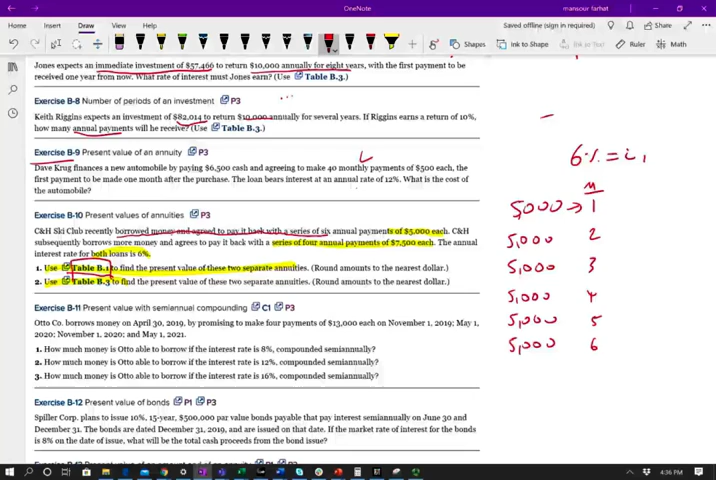 OneNote
mansour farhat
Home
Insert
Draw
View
Help
Saved offline (sign in required)
Share
Shapes
Ink to Shape
Ink to Text
Ruler
Math
Jones expects an immediate investment of $57,466 to return $10,000 annually for eight years, with the first payment to be
received one year from now. What rate of interest must Jones earn? (Use Table B.3.)
Exercise B-8 Number of periods of an investment P3
Keith Riggins expects an investment of $82,014 to return $10,000 annually for several years. If Riggins earns a return of 10%,
how many annual payments will he receive? (Use Table B.3.)
Exercise B-9 Present value of an annuity P3
Dave Krug finances a new automobile by paying $6,500 cash and agreeing to make 40 monthly payments of $500 each, the
first payment to be made one month after the purchase. The loan bears interest at an annual rate of 12%. What is the cost of
the automobile?
Exercise B-10 Present values of annuities P3
C&H Ski Club recently borrowed money and agreed to pay it back with a series of six annual payments of $5,000 each. C&H
subsequently borrows more money and agrees to pay it back with a series of four annual payments of $7,500 each. The annual
interest rate for both loans is 6%.
1. Use Table B.1 to find the present value of these two separate annuities. (Round amounts to the nearest dollar.)
2. Use Table B.3 to find the present value of these two separate annuities. (Round amounts to the nearest dollar.)
Exercise B-11 Present value with semiannual compounding C1 P3
Otto Co. borrows money on April 30, 2019, by promising to make four payments of $13,000 each on November 1, 2019; May 1,
2020; November 1, 2020; and May 1, 2021.
1. How much money is Otto able to borrow if the interest rate is 8%, compounded semiannually?
2. How much money is Otto able to borrow if the interest rate is 12%, compounded semiannually?
3. How much money is Otto able to borrow if the interest rate is 16%, compounded semiannually?
Exercise B-12 Present value of bonds P1 P3
Spiller Corp. plans to issue 10%, 15-year, $500,000 par value bonds payable that pay interest semiannually on June 30 and
December 31. The bonds are dated December 31, 2019, and are issued on that date. If the market rate of interest for the bonds
is 8% on the date of issue, what will be the total cash proceeds from the bond issue?
6% = i,
n
5,000 → 1
5,000 2
5,000 3
5,000 4
5,000 5
5,000 6
4:36 PM